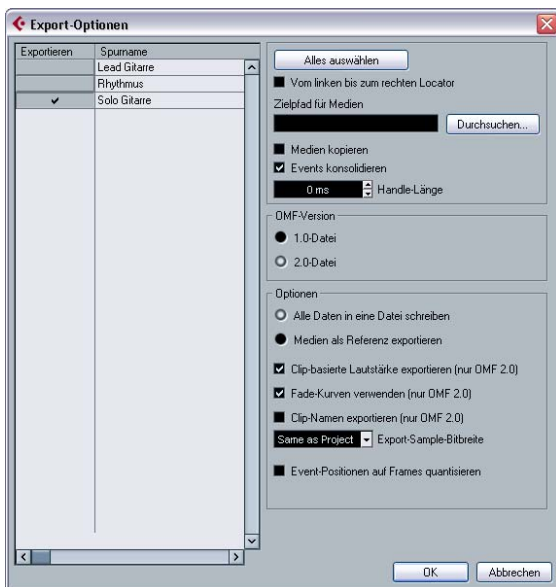 Export-Optionen
Exportieren Spurname
Lead Gitarre
Rhythmus
Solo Gitarre
Alles auswählen
Vom linken bis zum rechten Locator
Zielpfad für Medien
Durchsuchen...
Medien kopieren
Events konsolidieren
0 ms Handle-Länge
OMF-Version
1.0-Datei
2.0-Datei
Optionen
Alle Daten in eine Datei schreiben
Medien als Referenz exportieren
Clip-basierte Lautstärke exportieren (nur OMF 2.0)
Fade-Kurven verwenden (nur OMF 2.0)
Clip-Namen exportieren (nur OMF 2.0)
Same as Project Export-Sample-Bitbreite
Event-Positionen auf Frames quantisieren
OK Abbrechen